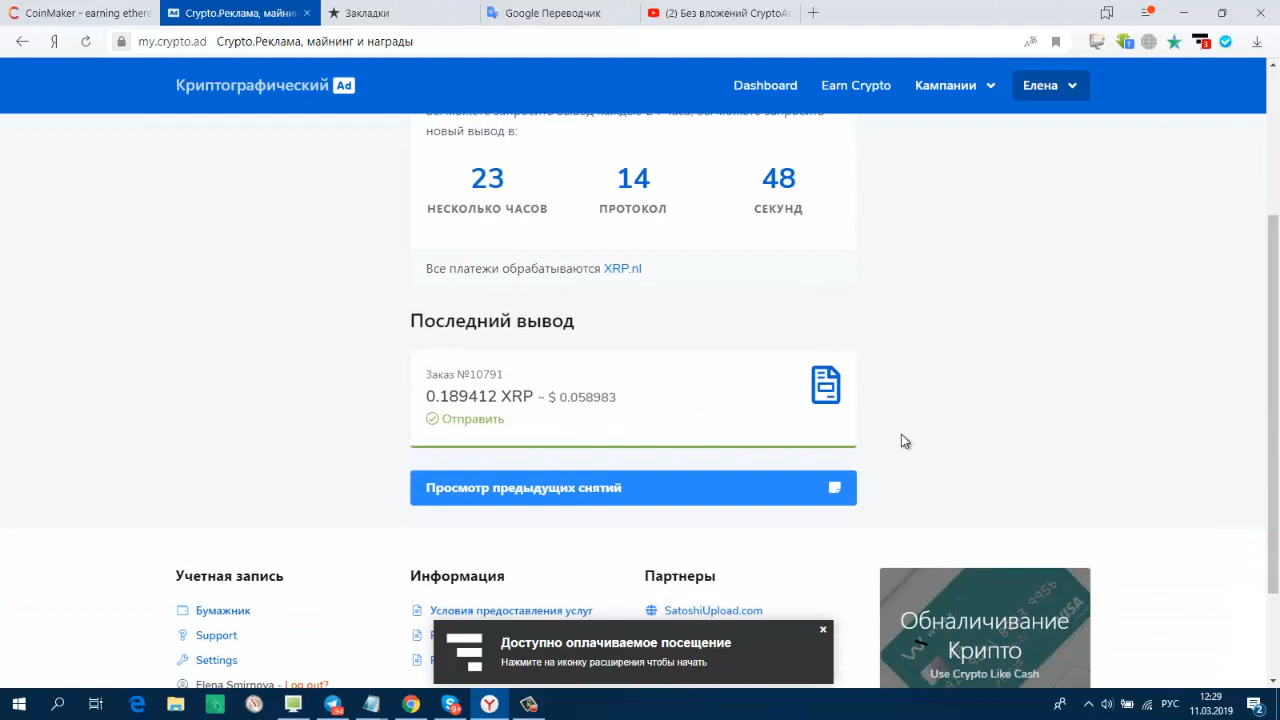 CoinMaker - earning ethere
Crypto.Реклама, майнин
Закладки
Google Переводчик
(2) Без вложений CryptoAd
my.crypto.ad Crypto.Реклама, майнинг и награды
Криптографический Ad
Dashboard
Earn Crypto
Кампании
Елена
новый вывод в:
23
14
48
НЕСКОЛЬКО ЧАСОВ
ПРОТОКОЛ
СЕКУНД
Все платежи обрабатываются XRP.nl
Последний вывод
Заказ №10791
0.189412 XRP ~ $ 0.058983
Отправить
Просмотр предыдущих снятий
Учетная запись
Информация
Партнеры
Бумажник
Условия предоставления услуг
SatoshiUpload.com
Support
Settings
Elena Smirnova - Log out?
Доступно оплачиваемое посещение
Нажмите на иконку расширения чтобы начать
Обналичивание
Крипто
Use Crypto Like Cash
РУС
12:29
11.03.2019